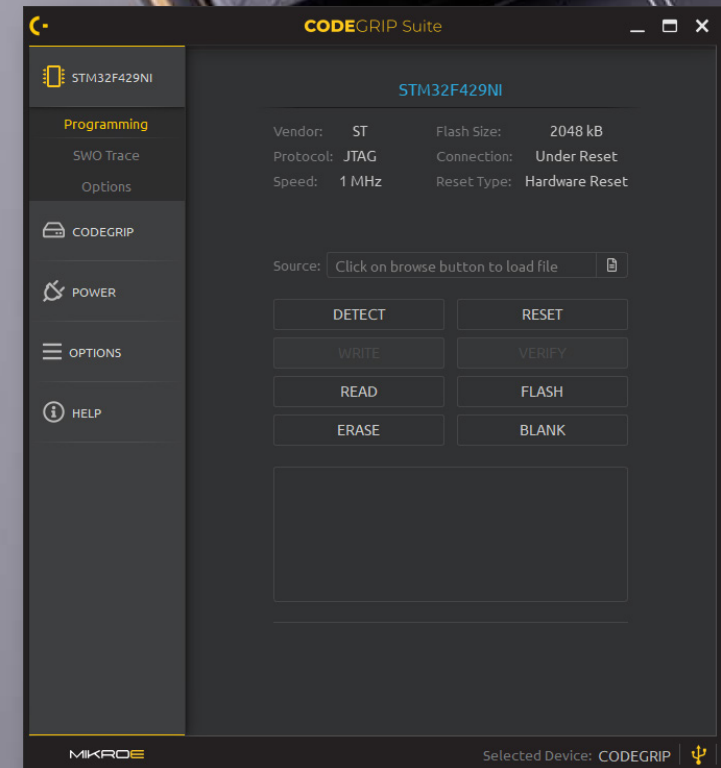 CODEGRIP Suite
STM32F429NI
Programming
SWO Trace
Options
CODEGRIP
POWER
OPTIONS
HELP
STM32F429NI
Vendor: ST Flash Size: 2048 kB
Protocol: JTAG Connection: Under Reset
Speed: 1 MHz Reset Type: Hardware Reset
Source: Click on browse button to load file
DETECT RESET
WRITE VERIFY
READ FLASH
ERASE BLANK
MIKROE
Selected Device: CODEGRIP